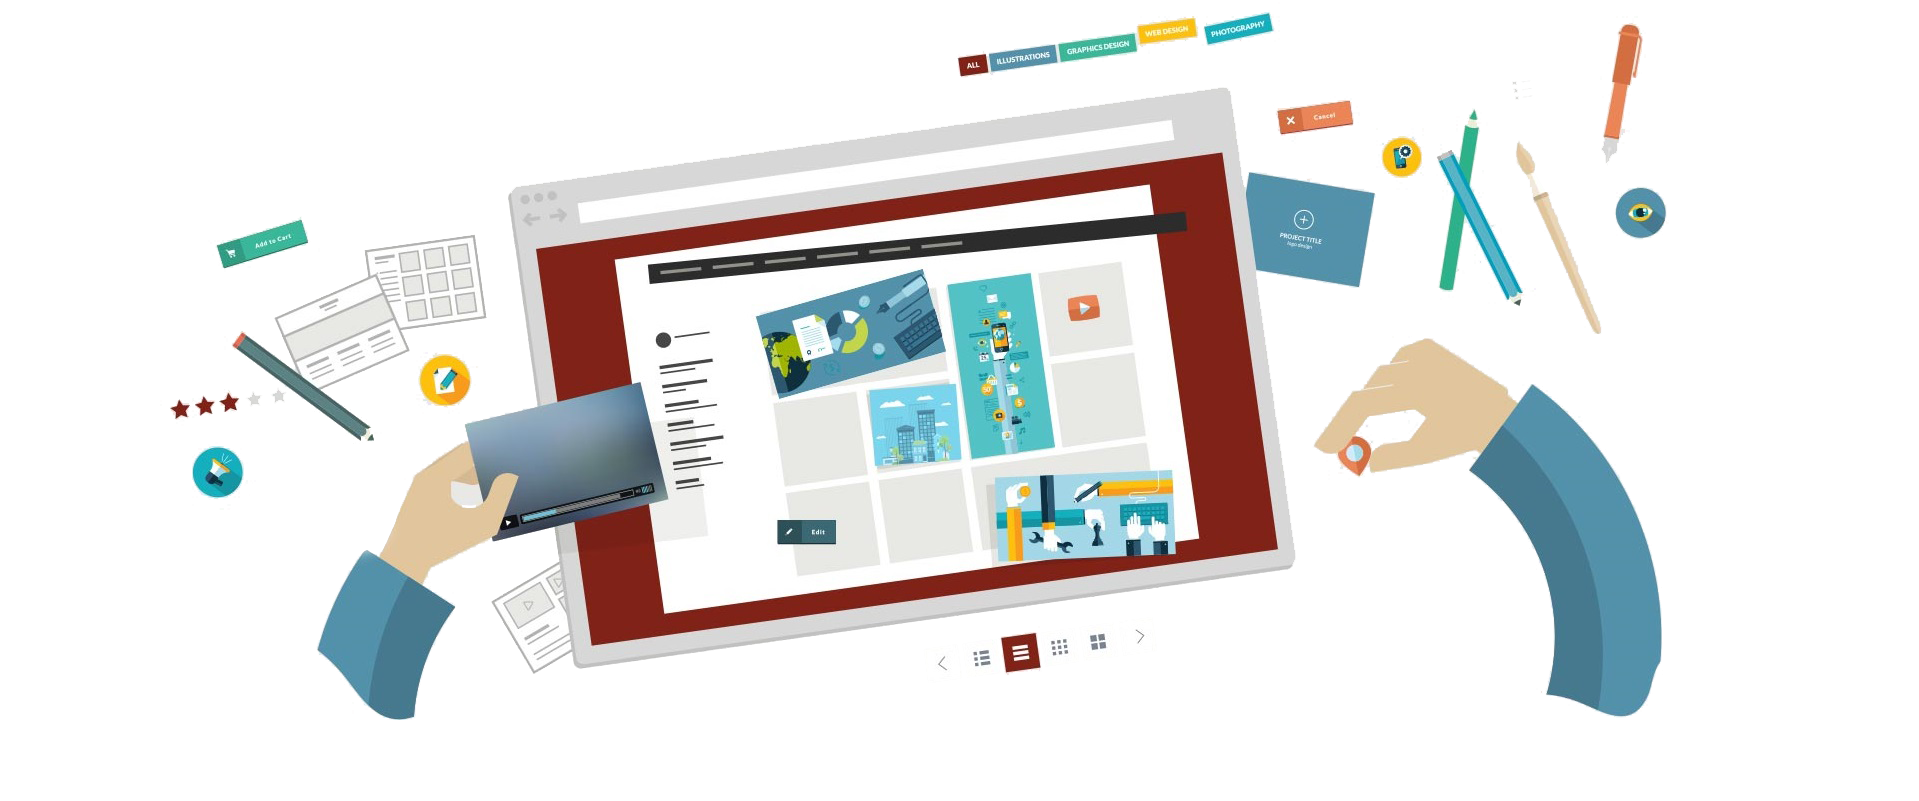 ALL
ILLUSTRATIONS
GRAPHICS DESIGN
WEB DESIGN
PHOTOGRAPHY
Cancel
Add to Cart
PROJECT TITLE
logo design
Edit